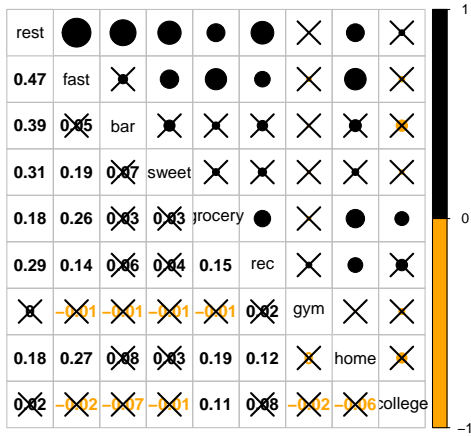 rest 1
0.47 fast
0.39 0.05 bar
0.31 0.19 0.07 sweet
0.18 0.26 0.03 0.03 grocery 0
0.29 0.14 0.06 0.04 0.15 rec
0 −0.01 −0.01 −0.01 −0.01 0.02 gym
0.18 0.27 0.08 0.03 0.19 0.12 0 home
0.02 −0.02 −0.07 −0.01 0.11 0.08 −0.02 −0.06 college
−1